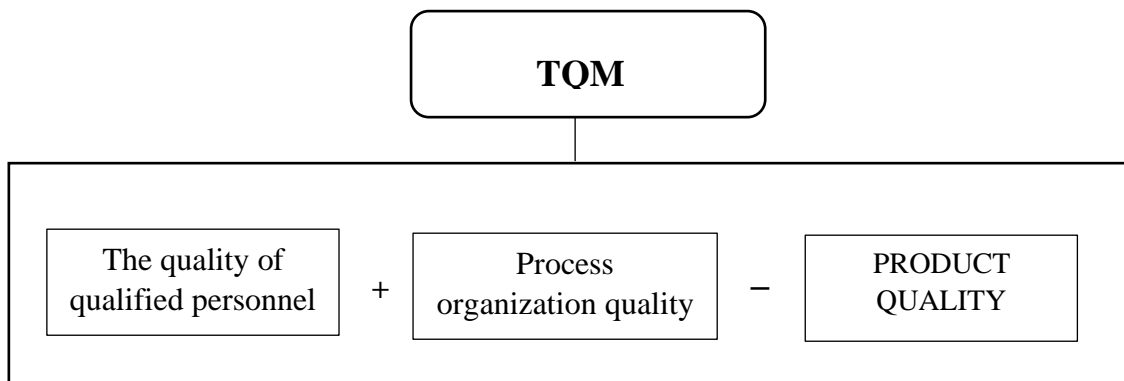 TQM
The quality of
qualified personnel
+
Process
organization quality
–
PRODUCT
QUALITY